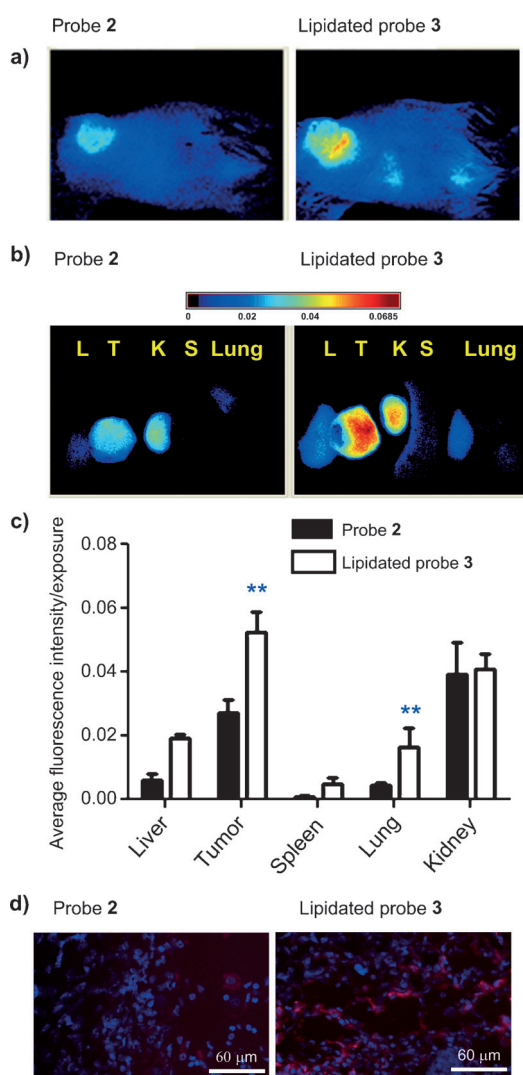 Probe 2 Lipidated probe 3
a)
b)
Probe 2 Lipidated probe 3
0 0.02 0.04 0.0685
L T K S Lung L T K S Lung
c)
Probe 2
Lipidated probe 3
Average fluorescence intensity/exposure
0.08
0.06
0.04
0.02
0.00
**
**
Liver Tumor Spleen Lung Kidney
d)
Probe 2 Lipidated probe 3
60 μm 60 μm